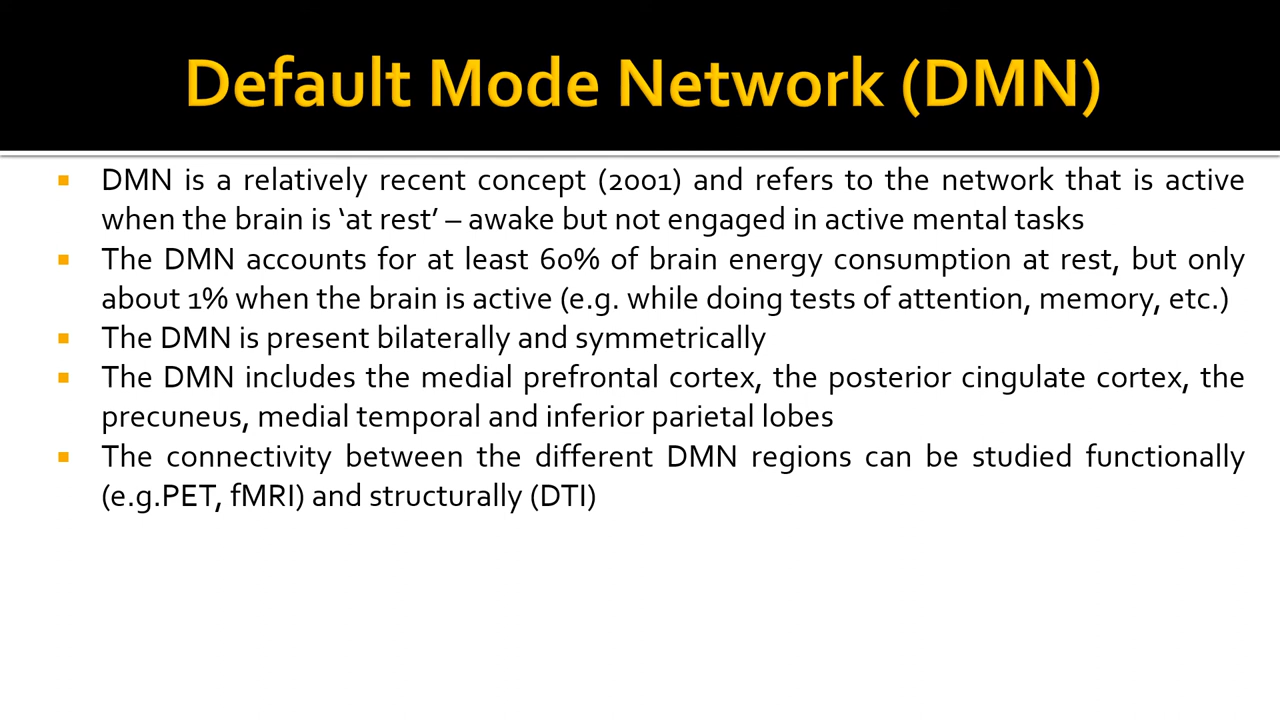 Default Mode Network (DMN)
DMN is a relatively recent concept (2001) and refers to the network that is active
when the brain is ‘at rest’ – awake but not engaged in active mental tasks
The DMN accounts for at least 60% of brain energy consumption at rest, but only
about 1% when the brain is active (e.g. while doing tests of attention, memory, etc.)
The DMN is present bilaterally and symmetrically
The DMN includes the medial prefrontal cortex, the posterior cingulate cortex, the
precuneus, medial temporal and inferior parietal lobes
The connectivity between the different DMN regions can be studied functionally
(e.g.PET, fMRI) and structurally (DTI)